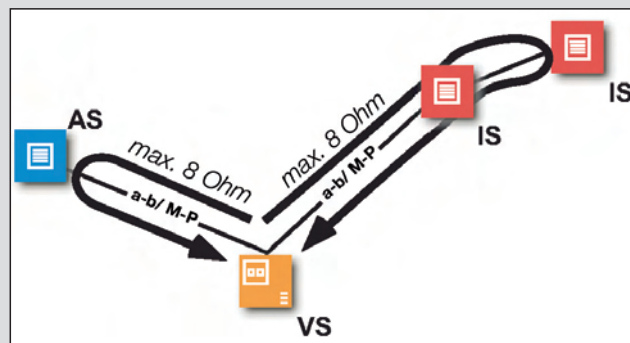 AS
max. 8 Ohm
a-b/ M-P
max. 8 Ohm
a-b/ M-P
IS
IS
VS